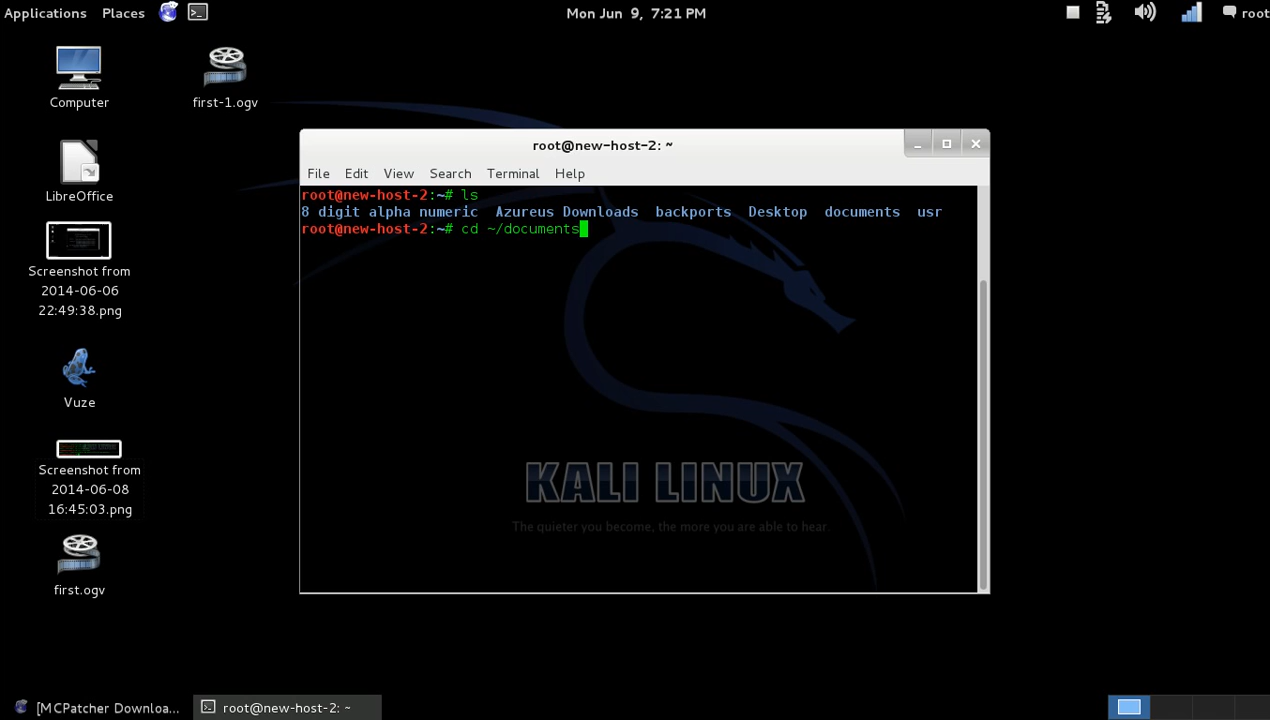 Applications Places Mon Jun 9, 7:21 PM root
Computer
first-1.ogv
LibreOffice
Screenshot from
2014-06-06
22:49:38.png
Vuze
Screenshot from
2014-06-08
16:45:03.png
first.ogv
root@new-host-2: ~
File Edit View Search Terminal Help
root@new-host-2:~# ls
8 digit alpha numeric Azureus Downloads backports Desktop documents usr
root@new-host-2:~# cd ~/documents
KALI LINUX
The quieter you become, the more you are able to hear.
[MCPatcher Downloa... root@new-host-2: ~